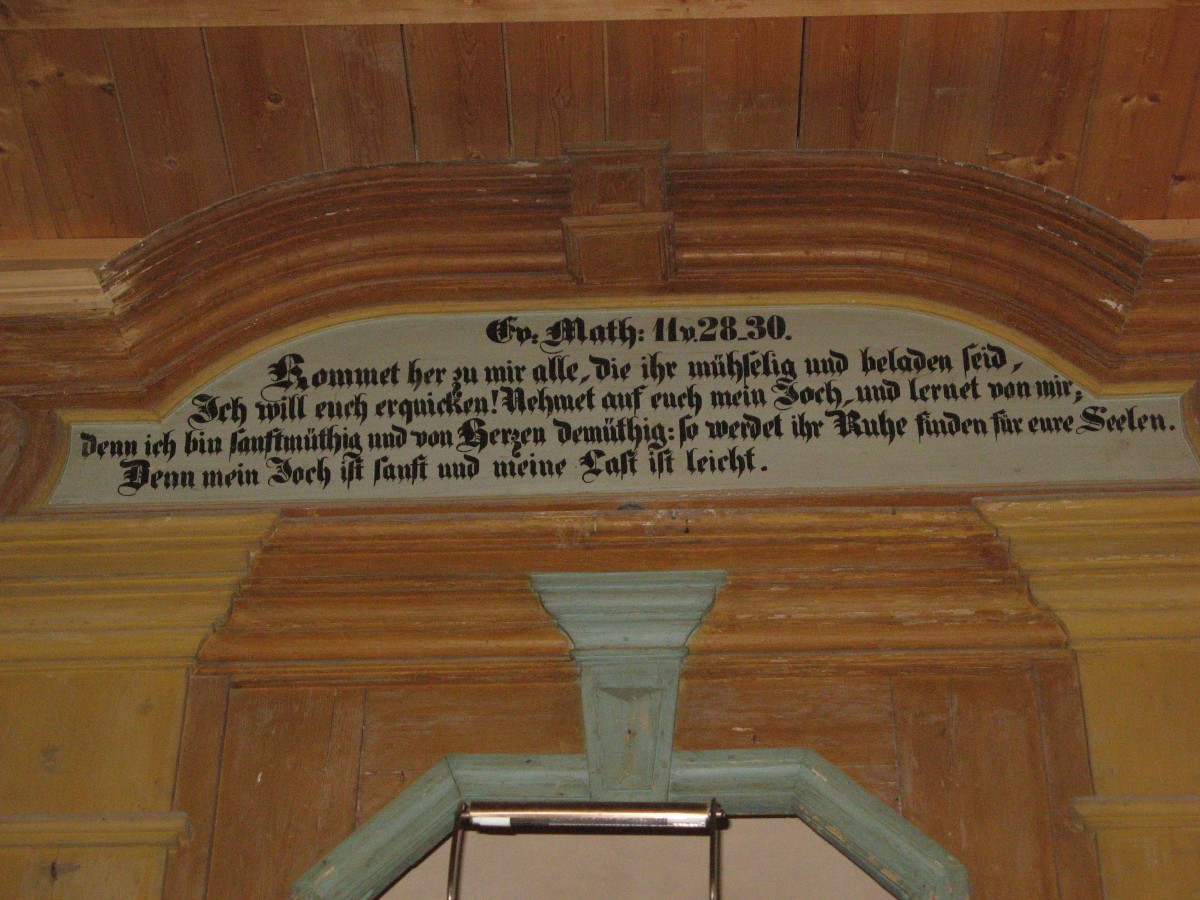 Ev: Math: 11 v. 28-30.
Kommet her zu mir alle, die ihr mühselig und beladen seid,
Ich will euch erquicken! Nehmet auf euch mein Joch, und lernet von mir;
denn ich bin sanftmüthig und von Herzen demüthig: so werdet ihr Ruhe finden für eure Seelen.
Denn mein Joch ist sanft und meine Last ist leicht.